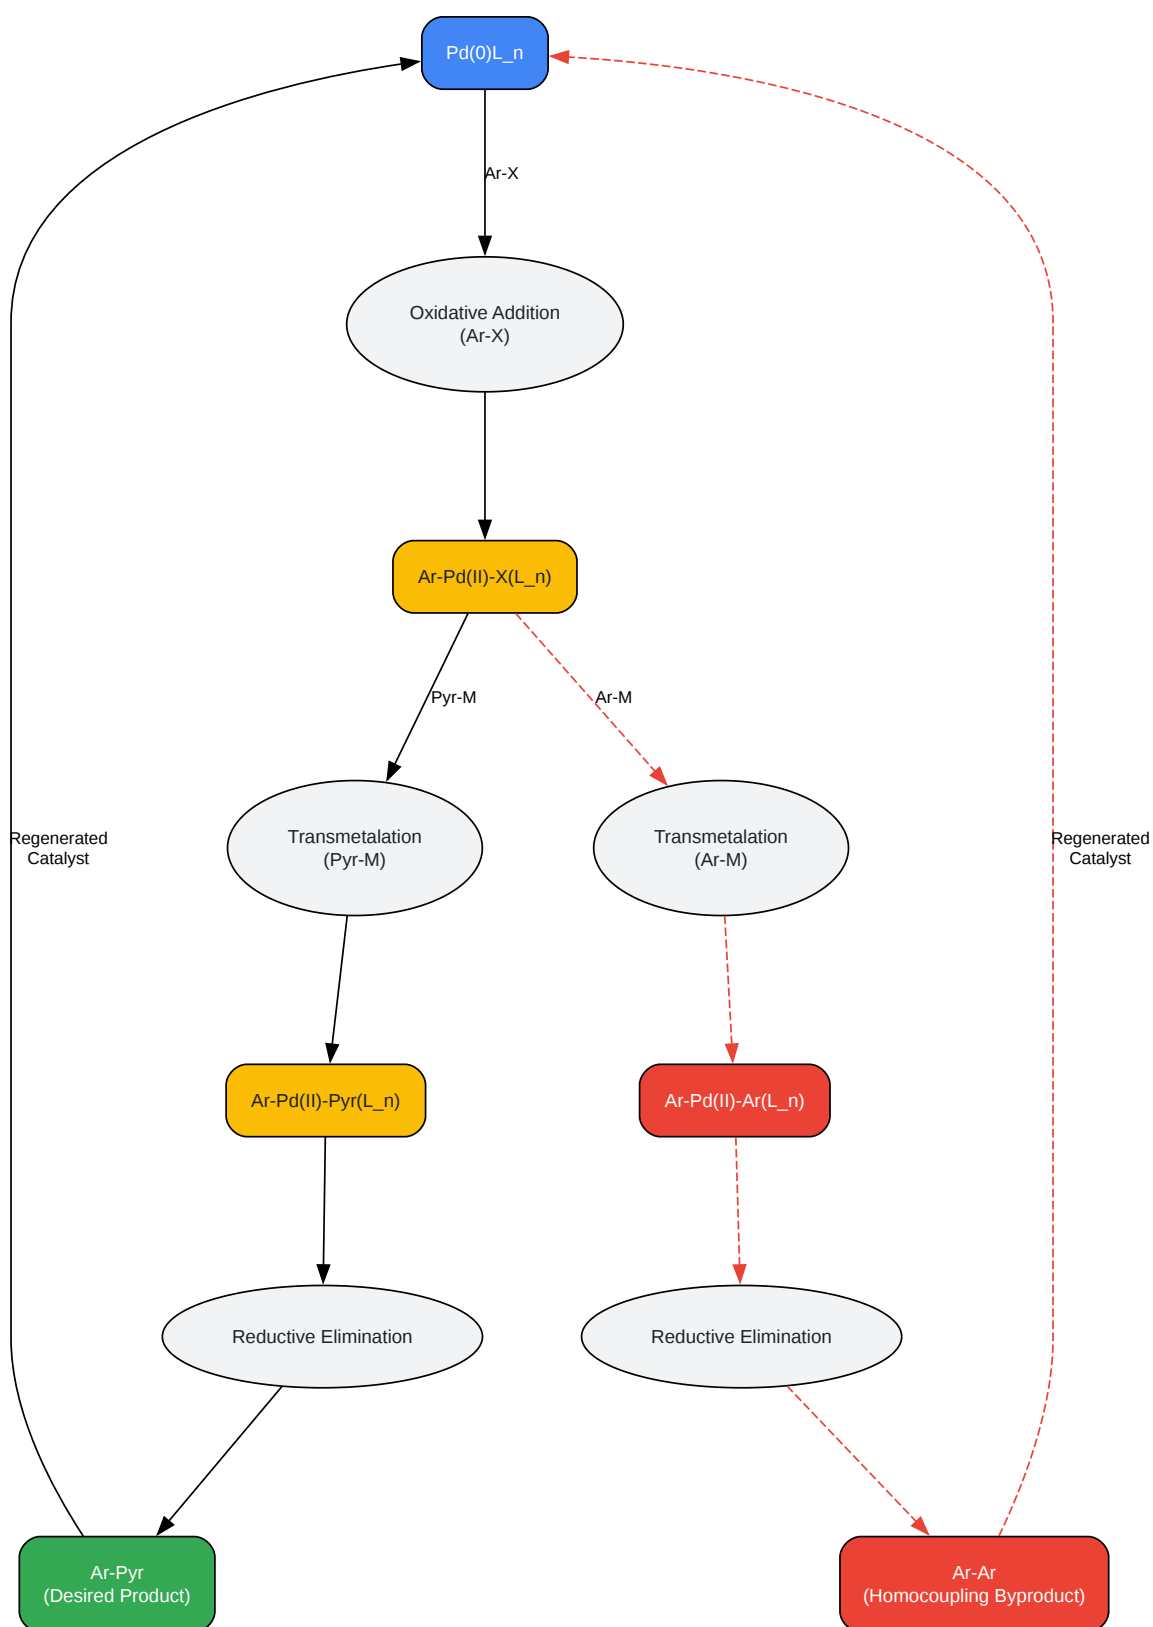 Pd(0)L_n
Ar-X
Oxidative Addition
(Ar-X)
Ar-Pd(II)-X(L_n)
Pyr-M
Ar-M
Transmetalation
(Pyr-M)
Transmetalation
(Ar-M)
Regenerated
Catalyst
Regenerated
Catalyst
Ar-Pd(II)-Pyr(L_n)
Ar-Pd(II)-Ar(L_n)
Reductive Elimination
Reductive Elimination
Ar-Pyr
(Desired Product)
Ar-Ar
(Homocoupling Byproduct)